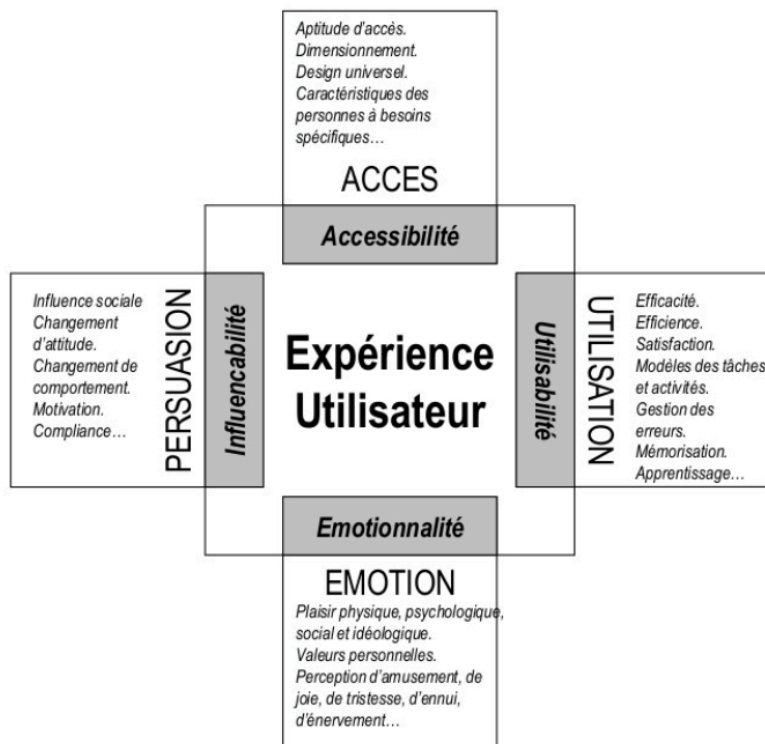 Aptitude d'accès.
Dimensionnement.
Design universel.
Caractéristiques des
personnes à besoins
spécifiques…
ACCES
Accessibilité
Influence sociale
Changement
d'attitude.
Changement de
comportement.
Motivation.
Compliance…
PERSUASION
Influençabilité
Expérience
Utilisateur
Utilisabilité
UTILISATION
Efficacité.
Efficience.
Satisfaction.
Modèles des tâches
et activités.
Gestion des
erreurs.
Mémorisation.
Apprentissage…
Emotionnalité
EMOTION
Plaisir physique, psychologique,
social et idéologique.
Valeurs personnelles.
Perception d'amusement, de
joie, de tristesse, d'ennui,
d'énervement…